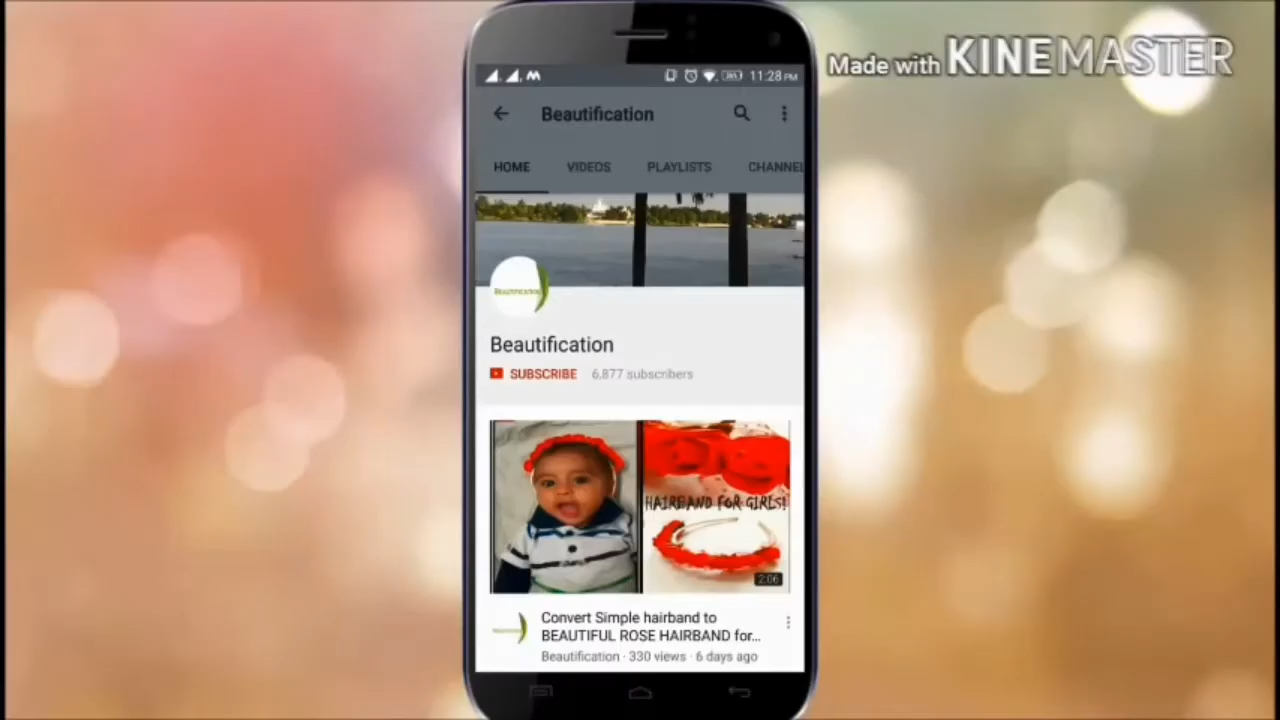 Made with KINEMASTER
11:28 PM
Beautification
HOME VIDEOS PLAYLISTS CHANNEL
Beautification
Beautification
SUBSCRIBE 6,877 subscribers
HAIRBAND FOR GIRLS!
2:06
Convert Simple hairband to
BEAUTIFUL ROSE HAIRBAND for...
Beautification · 330 views · 6 days ago